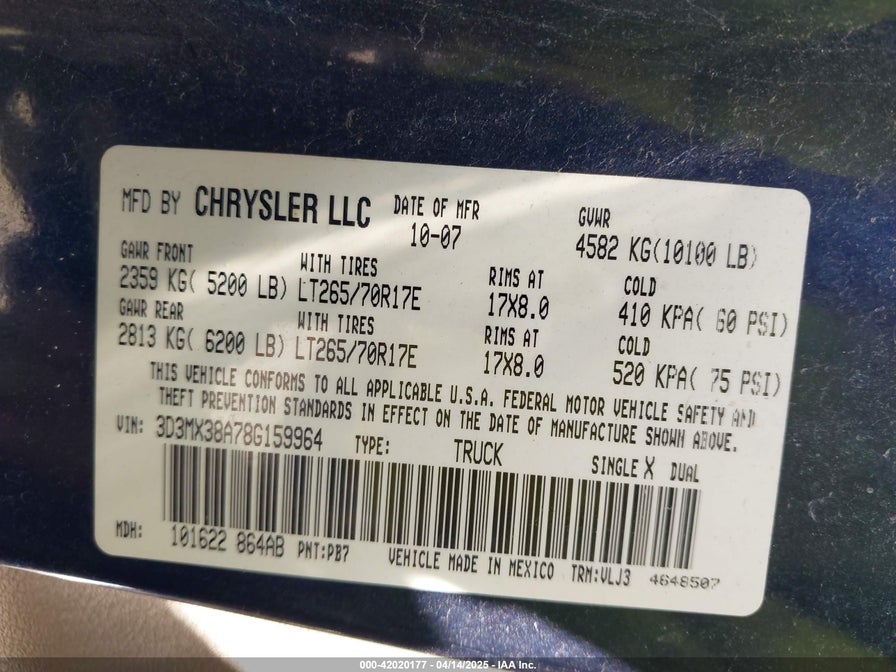 MFD BY CHRYSLER LLC DATE OF MFR 10-07 GVWR 4582 KG(10100 LB)
GAWR FRONT WITH TIRES RIMS AT COLD
2359 KG( 5200 LB) LT265/70R17E 17X8.0 410 KPA( 60 PSI)
GAWR REAR WITH TIRES RIMS AT COLD
2813 KG( 6200 LB) LT265/70R17E 17X8.0 520 KPA( 75 PSI)
THIS VEHICLE CONFORMS TO ALL APPLICABLE U.S.A. FEDERAL MOTOR VEHICLE SAFETY AND
THEFT PREVENTION STANDARDS IN EFFECT ON THE DATE OF MANUFACTURE SHOWN ABOVE.
VIN: 3D3MX38A78G159964 TYPE: TRUCK SINGLE X DUAL
MDH: 101622 864AB PNT:PB7 VEHICLE MADE IN MEXICO TRM:VLJ3 4648507
000-42020177 - 04/14/2025 - IAA Inc.